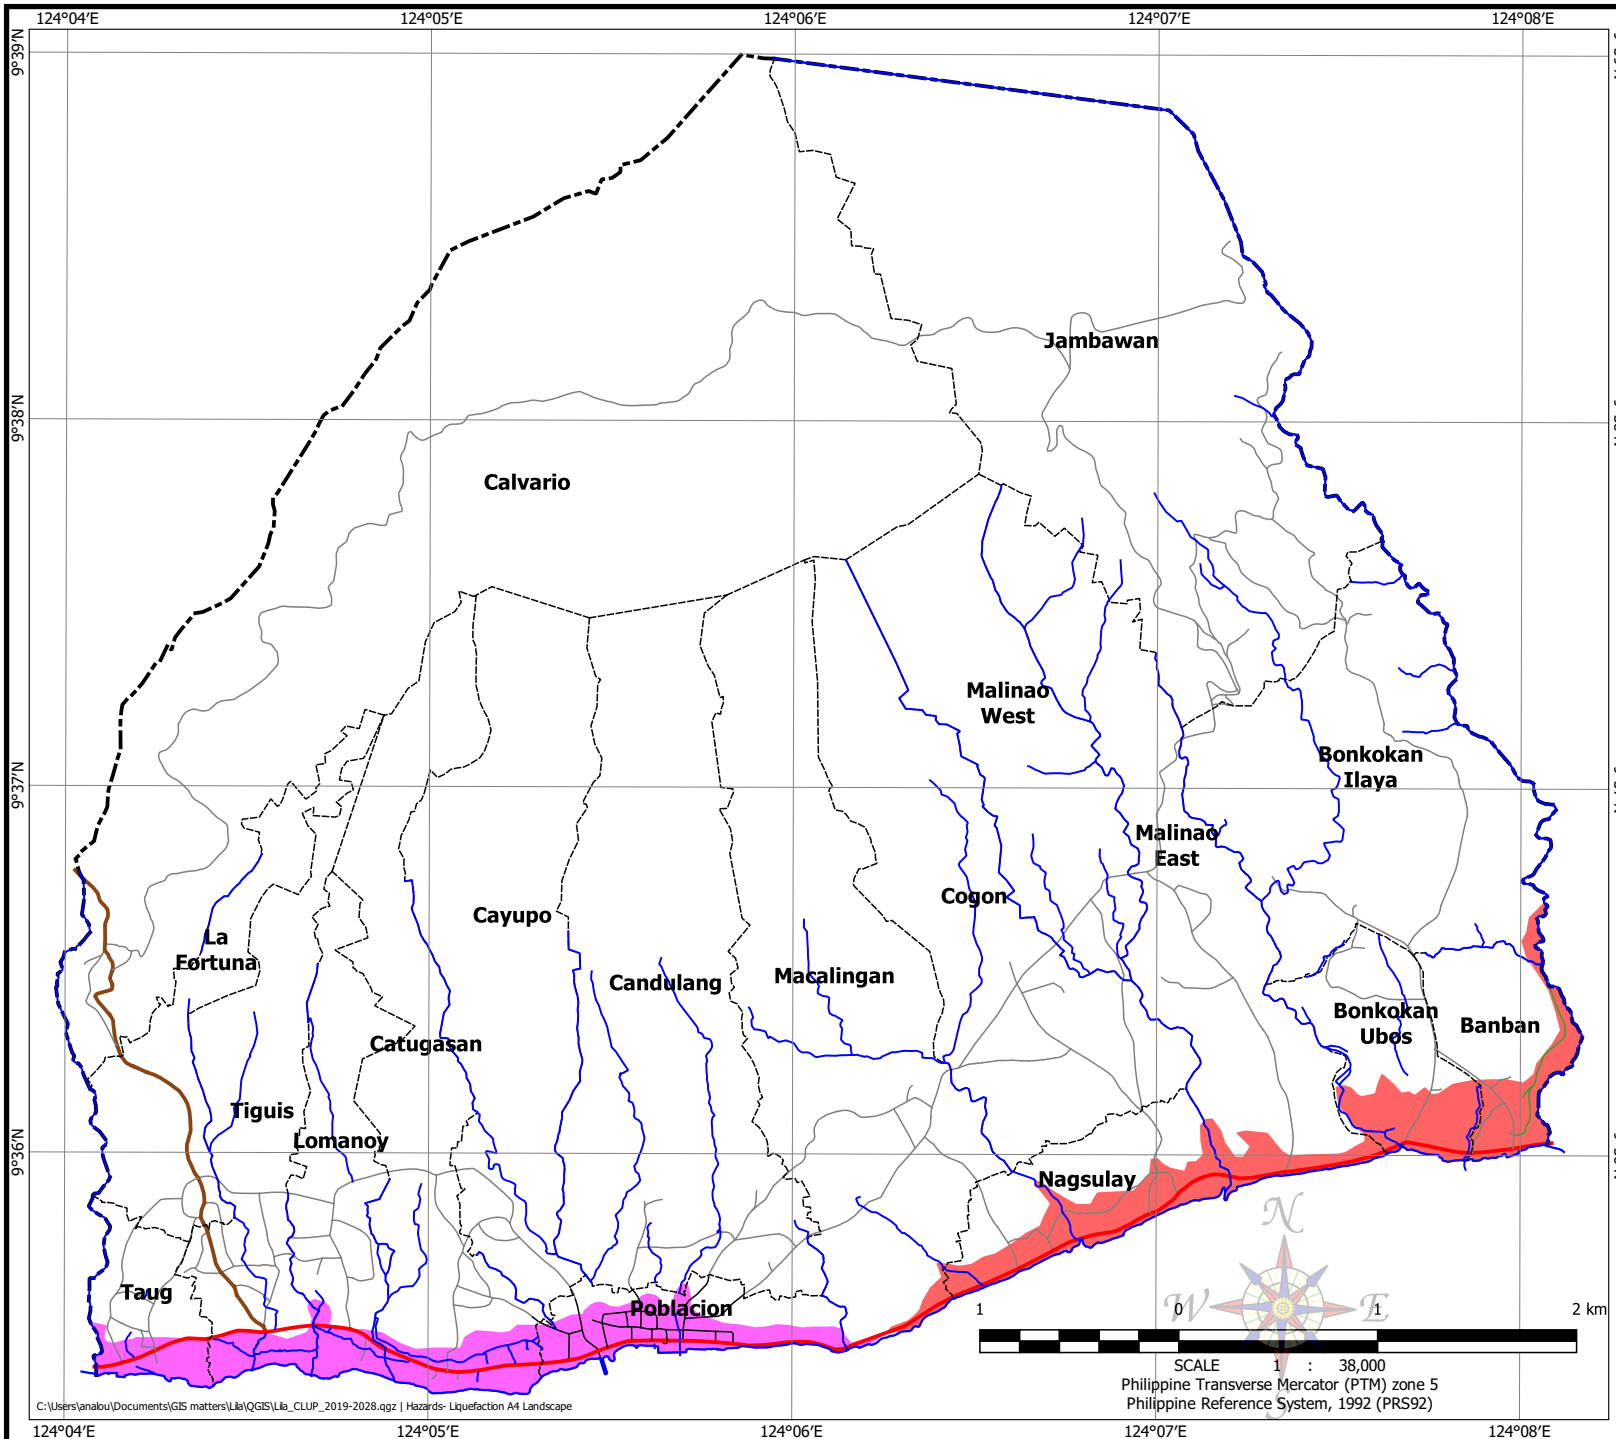 124°04′E 124°05′E 124°06′E 124°07′E 124°08′E
9°39′N
Jambawan
9°38′N
Calvario
Malinao
West
Bonkokan
Ilaya
9°37′N
Malinao
East
Cogon
Cayupo
La
Fortuna
Candulang
Macalingan
Bonkokan
Ubos
Banban
Catugasan
Tiguis
Lomanoy
9°36′N
Nagsulay
N
Taug
Poblacion
W E
1 0 1 2 km
SCALE 1 : 38,000
Philippine Transverse Mercator (PTM) zone 5
Philippine Reference System, 1992 (PRS92)
S
C:\Users\analou\Documents\GIS matters\Lila\QGIS\Lila_CLUP_2019-2028.qgz | Hazards- Liquefaction A4 Landscape
124°04′E 124°05′E 124°06′E 124°07′E 124°08′E